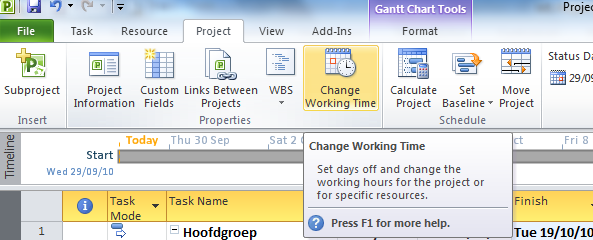 Gantt Chart Tools
Projec
File Task Resource Project View Add-Ins Format
Subproject
Project Information
Custom Fields
Links Between Projects
WBS
Change Working Time
Calculate Project
Set Baseline
Move Project
Status Da
29/09
Insert Properties Schedule
Timeline
Today Thu 30 Sep Sat 2 ct Fri 8
Start
Wed 29/09/10
Change Working Time
Set days off and change the
working hours for the project or
for specific resources.
Press F1 for more help.
Task Mode Task Name Finish
1 Hoofdgroep Tue 19/10/10